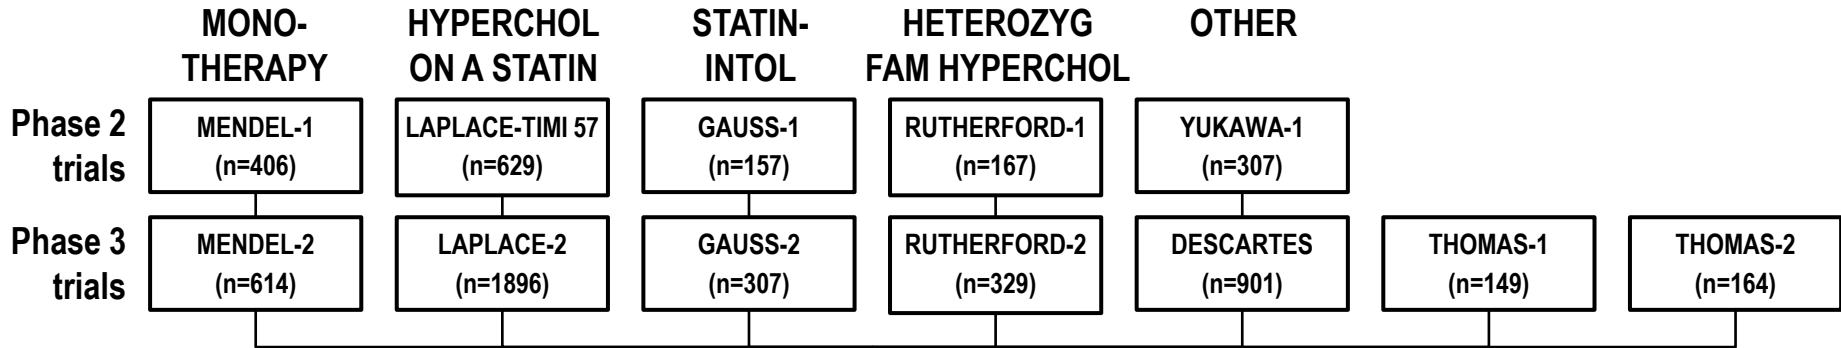 MONO-
THERAPY
HYPERCHOL
ON A STATIN
STATIN-
INTOL
HETEROZYG
FAM HYPERCHOL
OTHER
Phase 2
trials
MENDEL-1
(n=406)
LAPLACE-TIMI 57
(n=629)
GAUSS-1
(n=157)
RUTHERFORD-1
(n=167)
YUKAWA-1
(n=307)
Phase 3
trials
MENDEL-2
(n=614)
LAPLACE-2
(n=1896)
GAUSS-2
(n=307)
RUTHERFORD-2
(n=329)
DESCARTES
(n=901)
THOMAS-1
(n=149)
THOMAS-2
(n=164)